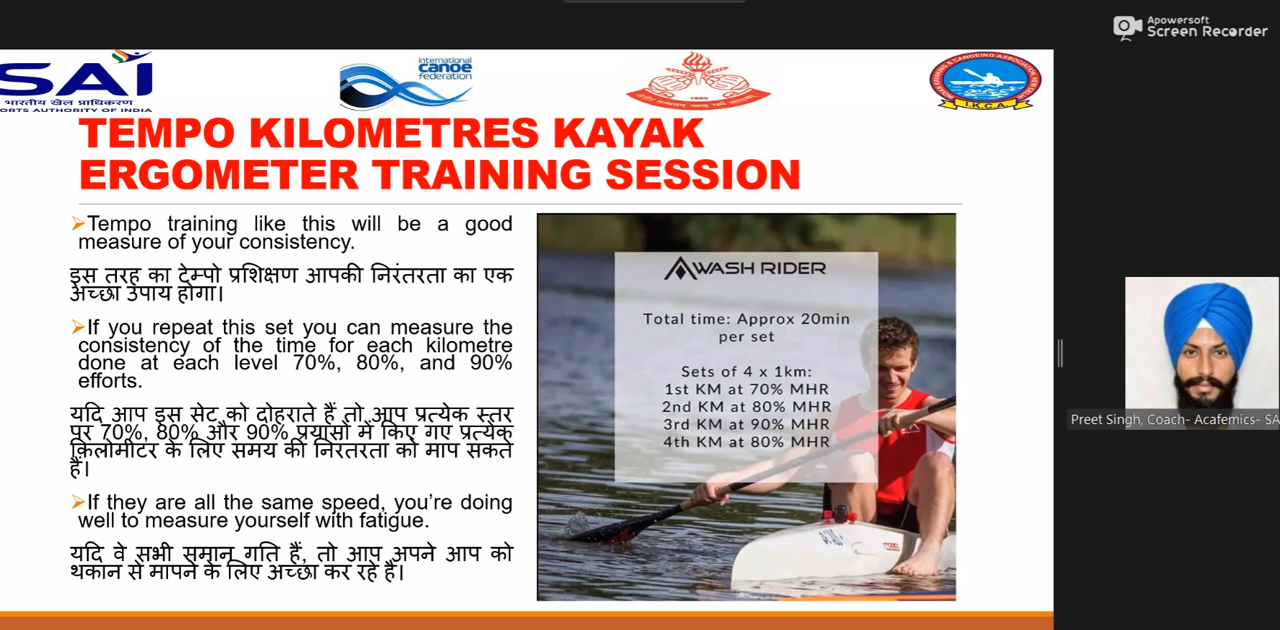 Apowersoft
Screen Recorder
SAI
भारतीय खेल प्राधिकरण
ORTS AUTHORITY OF INDIA
international
canoe
federation
I.K.C.A.
TEMPO KILOMETRES KAYAK
ERGOMETER TRAINING SESSION
➢Tempo training like this will be a good
measure of your consistency.
इस तरह का टेम्पो प्रशिक्षण आपकी निरंतरता का एक
अच्छा उपाय होगा।
➢If you repeat this set you can measure the
consistency of the time for each kilometre
done at each level 70%, 80%, and 90%
efforts.
यदि आप इस सेट को दोहराते हैं तो आप प्रत्येक स्तर
पर 70%, 80% और 90% प्रयासों में किए गए प्रत्येक
किलोमीटर के लिए समय की निरंतरता को माप सकते
हैं।
➢If they are all the same speed, you’re doing
well to measure yourself with fatigue.
यदि वे सभी समान गति हैं, तो आप अपने आप को
थकान से मापने के लिए अच्छा कर रहे हैं।
WASH RIDER
Total time: Approx 20min
per set
Sets of 4 x 1km:
1st KM at 70% MHR
2nd KM at 80% MHR
3rd KM at 90% MHR
4th KM at 80% MHR
Preet Singh, Coach- Acafemics- SA